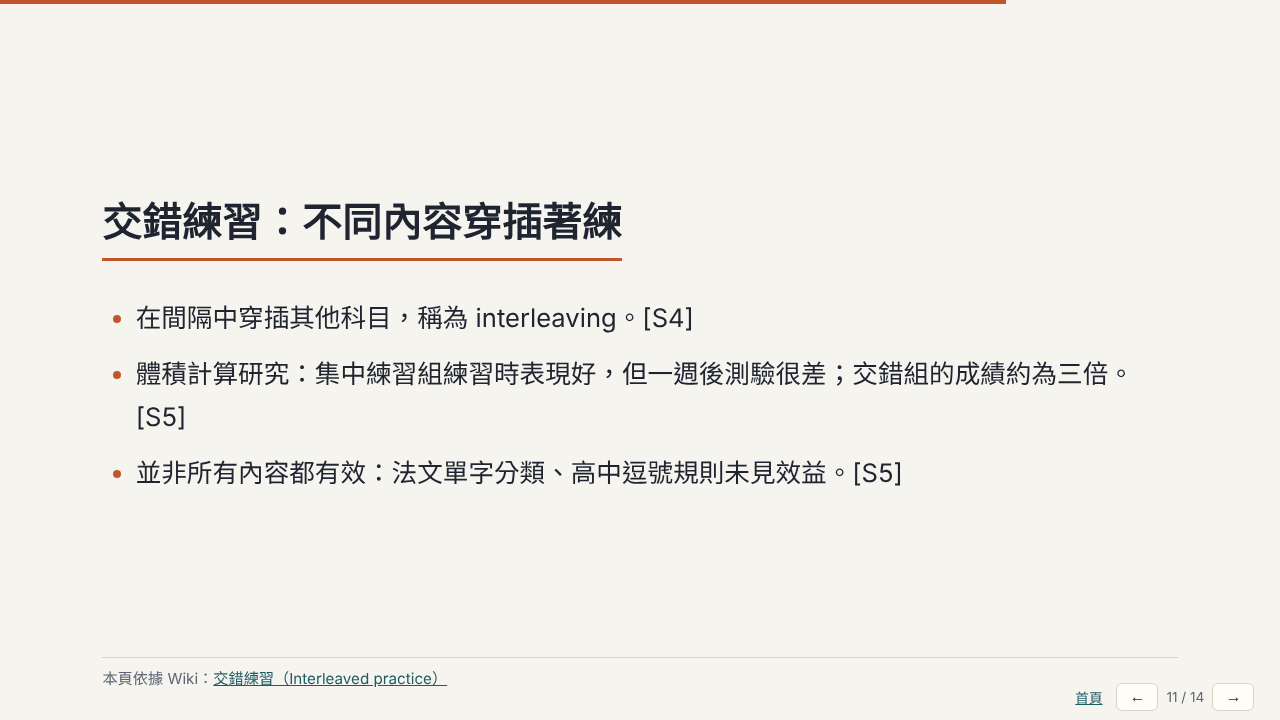 交錯練習：不同內容穿插著練
在間隔中穿插其他科目，稱為 interleaving。[S4]
體積計算研究：集中練習組練習時表現好，但一週後測驗很差；交錯組的成績約為三倍。
[S5]
並非所有內容都有效：法文單字分類、高中逗號規則未見效益。[S5]
本頁依據 Wiki：交錯練習（Interleaved practice）
首頁 ← 11 / 14 →